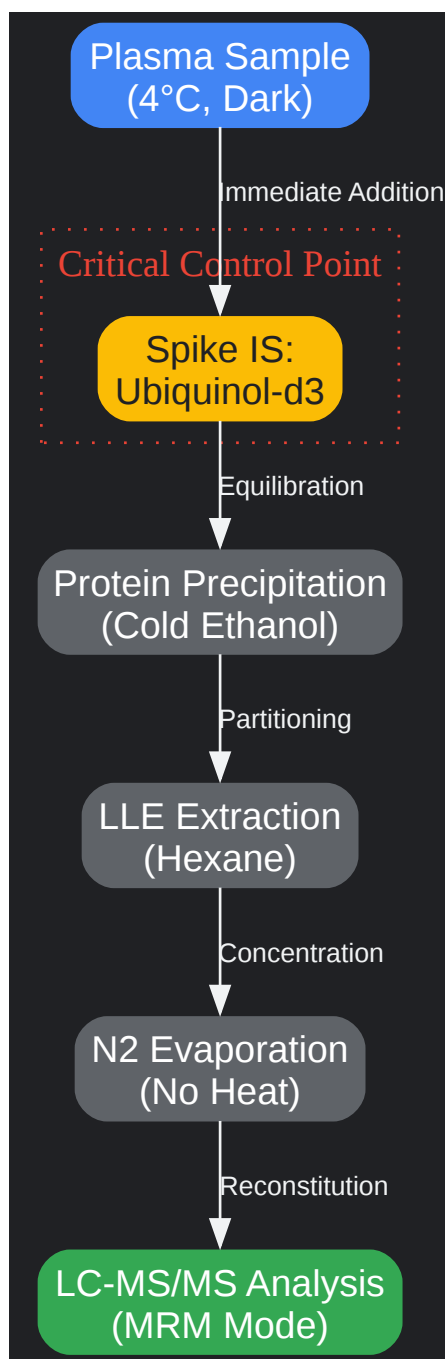 Plasma Sample
(4°C, Dark)
Immediate Addition
Critical Control Point
Spike IS:
Ubiquinol-d3
Equilibration
Protein Precipitation
(Cold Ethanol)
Partitioning
LLE Extraction
(Hexane)
Concentration
N2 Evaporation
(No Heat)
Reconstitution
LC-MS/MS Analysis
(MRM Mode)